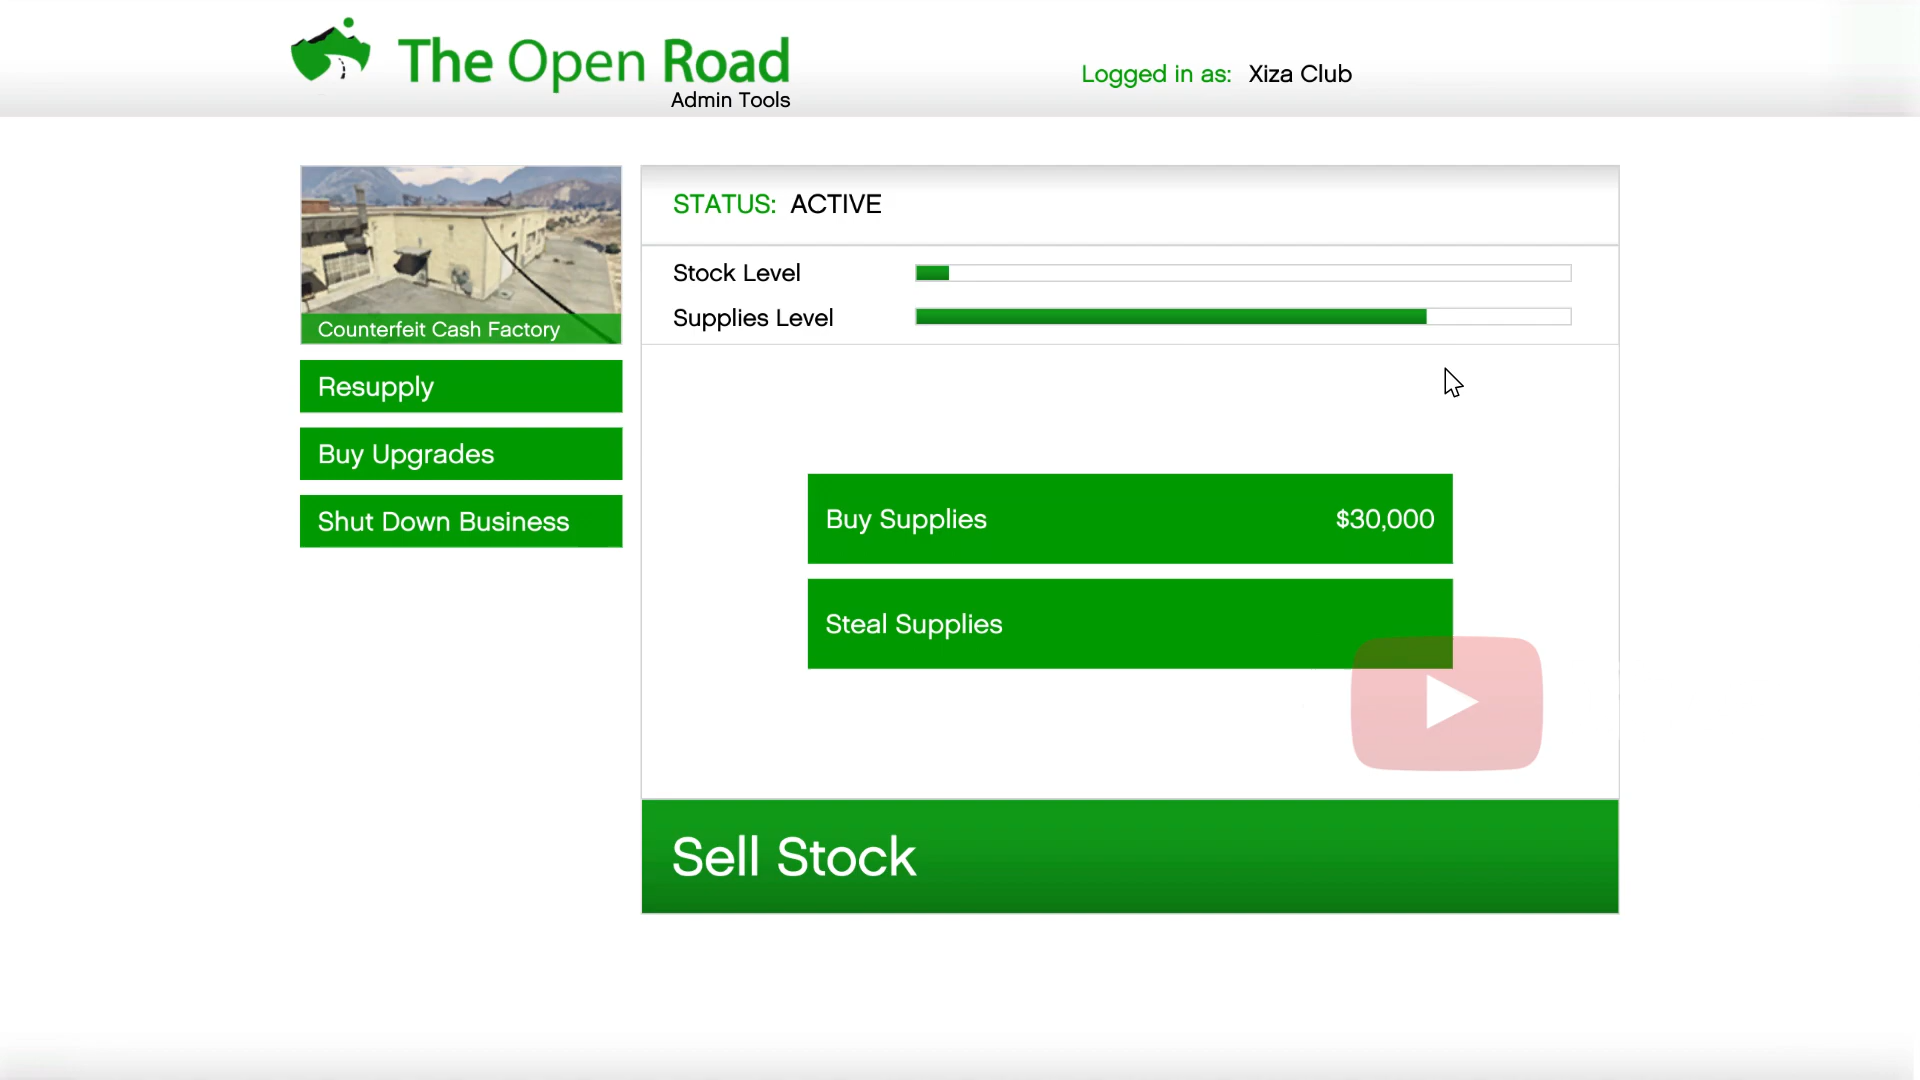 The Open Road
Admin Tools
Logged in as: Xiza Club
Counterfeit Cash Factory
Resupply
Buy Upgrades
Shut Down Business
STATUS: ACTIVE
Stock Level
Supplies Level
Buy Supplies $30,000
Steal Supplies
Sell Stock